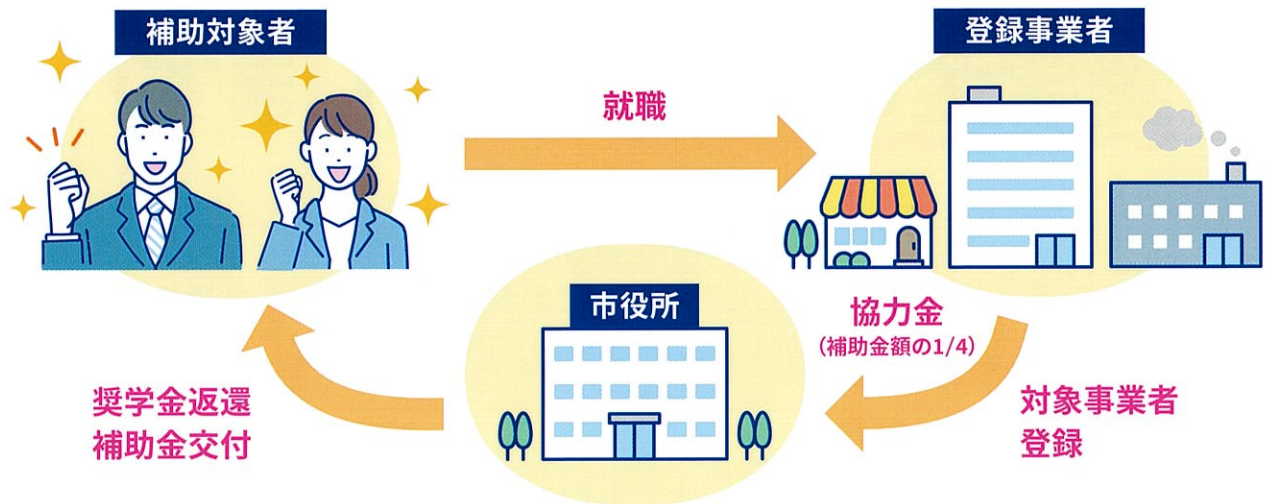 補助対象者
登録事業者
就職
市役所
協力金
（補助金額の1/4）
奨学金返還
補助金交付
対象事業者
登録